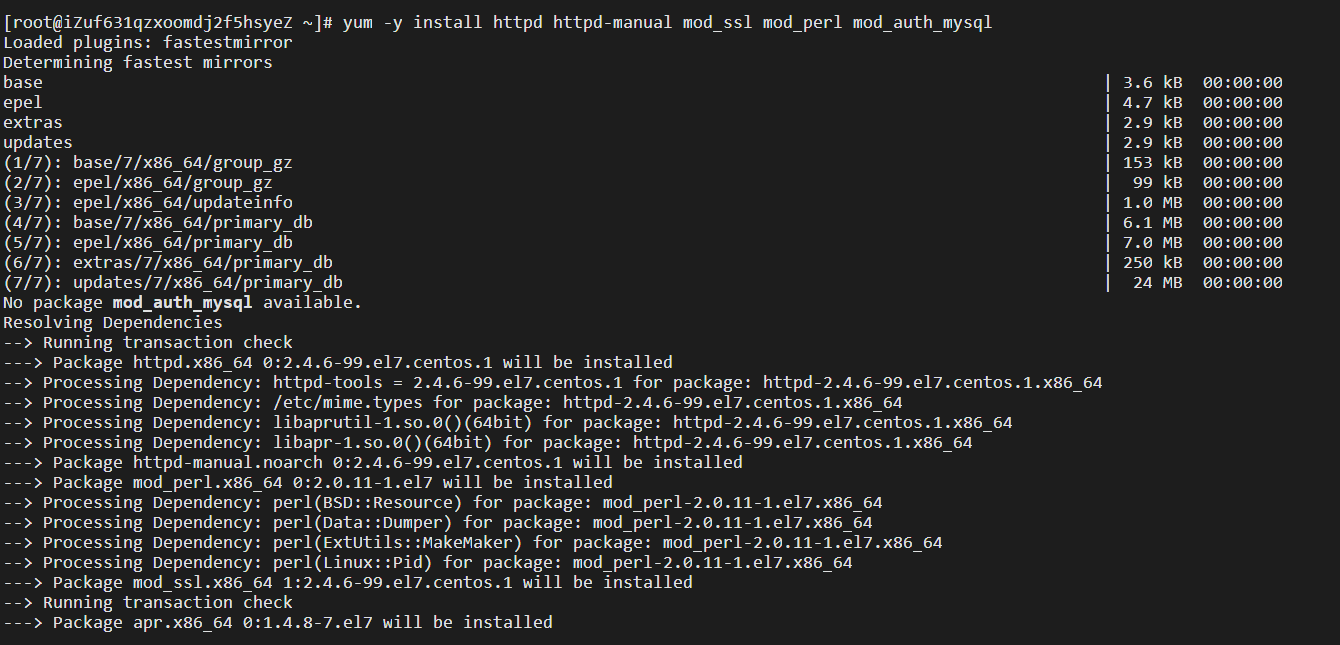 [root@iZuf631qzxoomdj2f5hsyeZ ~]# yum -y install httpd httpd-manual mod_ssl mod_perl mod_auth_mysql
Loaded plugins: fastestmirror
Determining fastest mirrors
base | 3.6 kB 00:00:00
epel | 4.7 kB 00:00:00
extras | 2.9 kB 00:00:00
updates | 2.9 kB 00:00:00
(1/7): base/7/x86_64/group_gz | 153 kB 00:00:00
(2/7): epel/x86_64/group_gz | 99 kB 00:00:00
(3/7): epel/x86_64/updateinfo | 1.0 MB 00:00:00
(4/7): base/7/x86_64/primary_db | 6.1 MB 00:00:00
(5/7): epel/x86_64/primary_db | 7.0 MB 00:00:00
(6/7): extras/7/x86_64/primary_db | 250 kB 00:00:00
(7/7): updates/7/x86_64/primary_db | 24 MB 00:00:00
No package mod_auth_mysql available.
Resolving Dependencies
--> Running transaction check
---> Package httpd.x86_64 0:2.4.6-99.el7.centos.1 will be installed
--> Processing Dependency: httpd-tools = 2.4.6-99.el7.centos.1 for package: httpd-2.4.6-99.el7.centos.1.x86_64
--> Processing Dependency: /etc/mime.types for package: httpd-2.4.6-99.el7.centos.1.x86_64
--> Processing Dependency: libaprutil-1.so.0()(64bit) for package: httpd-2.4.6-99.el7.centos.1.x86_64
--> Processing Dependency: libapr-1.so.0()(64bit) for package: httpd-2.4.6-99.el7.centos.1.x86_64
---> Package httpd-manual.noarch 0:2.4.6-99.el7.centos.1 will be installed
---> Package mod_perl.x86_64 0:2.0.11-1.el7 will be installed
--> Processing Dependency: perl(BSD::Resource) for package: mod_perl-2.0.11-1.el7.x86_64
--> Processing Dependency: perl(Data::Dumper) for package: mod_perl-2.0.11-1.el7.x86_64
--> Processing Dependency: perl(ExtUtils::MakeMaker) for package: mod_perl-2.0.11-1.el7.x86_64
--> Processing Dependency: perl(Linux::Pid) for package: mod_perl-2.0.11-1.el7.x86_64
---> Package mod_ssl.x86_64 1:2.4.6-99.el7.centos.1 will be installed
--> Running transaction check
---> Package apr.x86_64 0:1.4.8-7.el7 will be installed